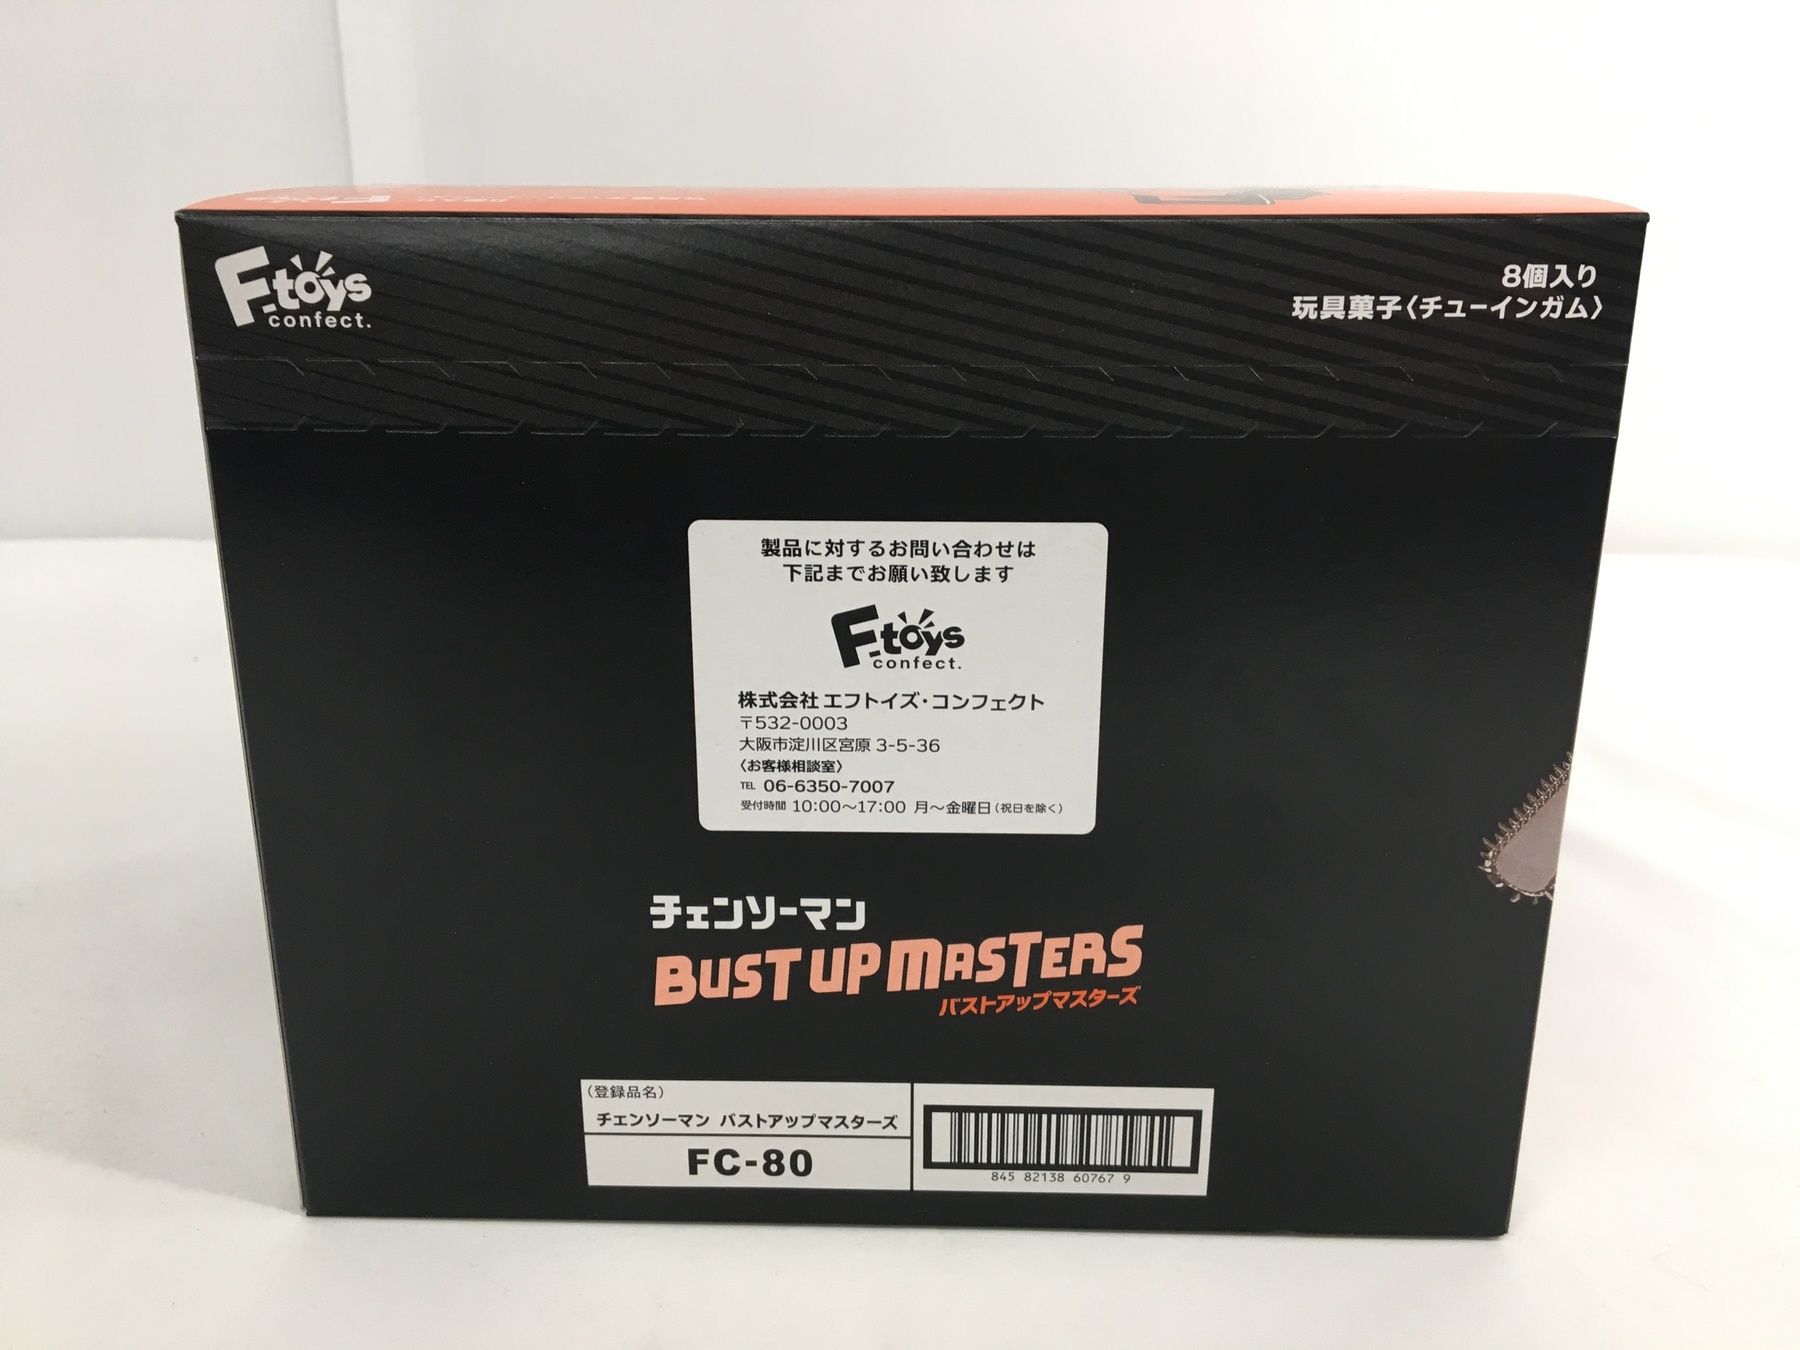 F-toys
confect.
8個入り
玩具菓子〈チューインガム〉
製品に対するお問い合わせは
下記までお願い致します
F-toys
confect.
株式会社 エフトイズ・コンフェクト
〒532-0003
大阪市淀川区宮原 3-5-36
〈お客様相談室〉
TEL 06-6350-7007
受付時間 10:00〜17:00 月〜金曜日（祝日を除く）
チェンソーマン
BUST UP MASTERS
バストアップマスターズ
（登録品名）
チェンソーマン バストアップマスターズ
FC-80
845 82138 60767 9